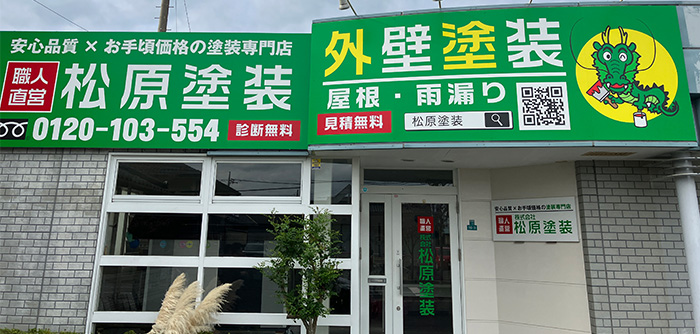 安心品質×お手頃価格の塗装専門店
職人
直営
松原塗装
0120-103-554
診断無料
外壁塗装
屋根・雨漏り
見積無料
松原塗装
安心品質×お手頃価格の塗装専門店
職人
直営
株式会社
松原塗装
職人
直営
株式会社
松原塗装